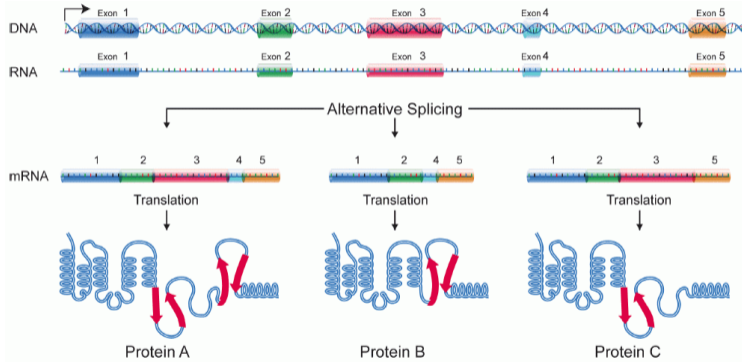 DNA
Exon 1
Exon 2
Exon 3
Exon 4
Exon 5
RNA
Exon 1
Exon 2
Exon 3
Exon 4
Exon 5
Alternative Splicing
mRNA
1 2 3 4 5
1 2 4 5
1 2 3 5
Translation
Translation
Translation
Protein A
Protein B
Protein C